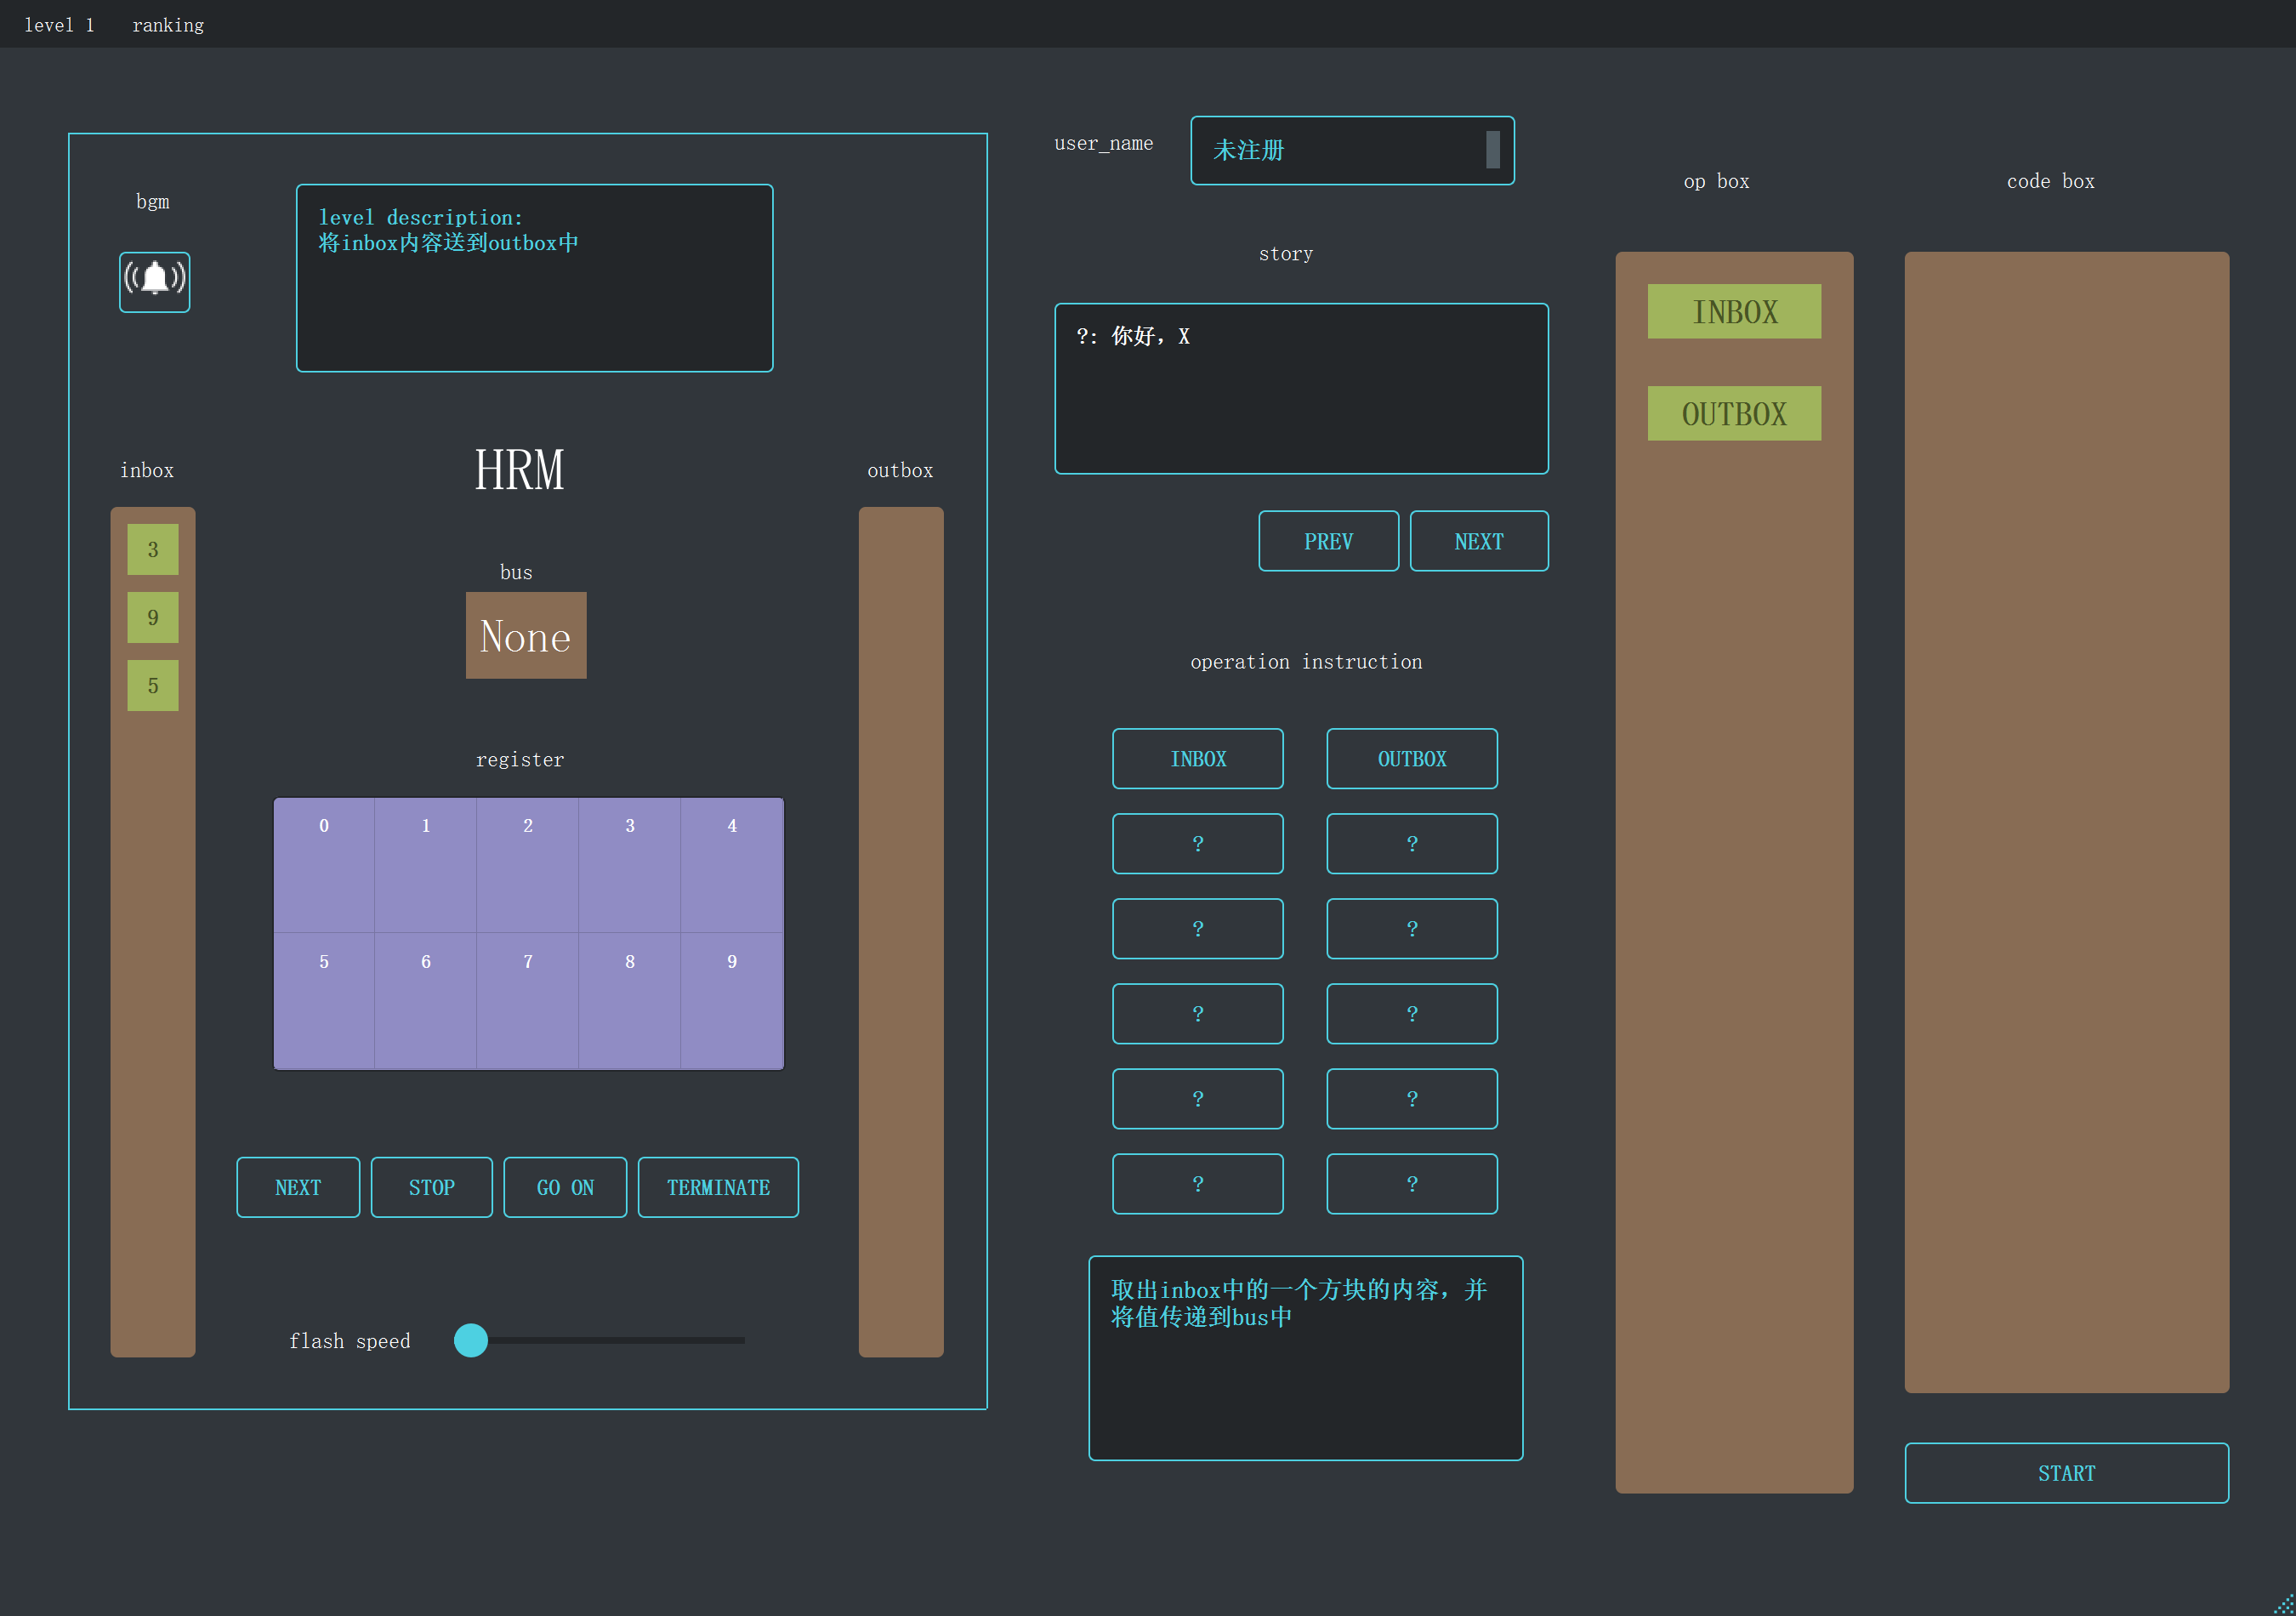 level 1
ranking
bgm
level description:
将inbox内容送到outbox中
HRM
inbox
outbox
3
9
5
bus
None
register
0 1 2 3 4
5 6 7 8 9
NEXT
STOP
GO ON
TERMINATE
flash speed
user_name
未注册
story
?: 你好，X
PREV
NEXT
operation instruction
INBOX
OUTBOX
? ?
? ?
? ?
? ?
? ?
取出inbox中的一个方块的内容，并
将值传递到bus中
op box
INBOX
OUTBOX
code box
START